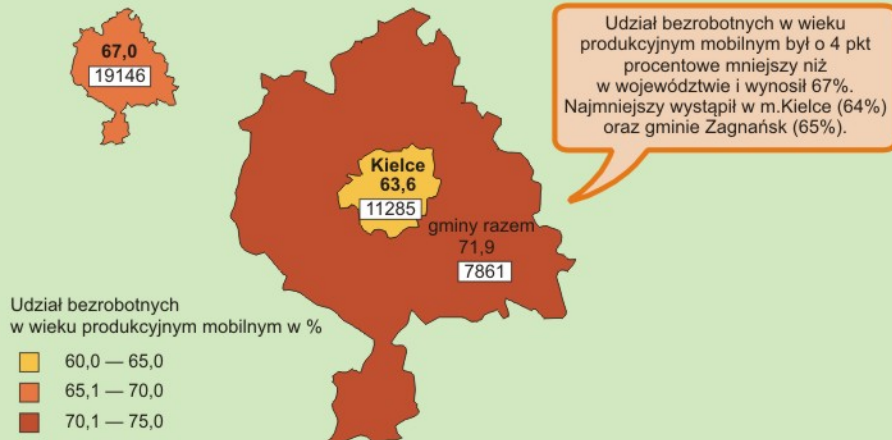 67,0
19146
Udział bezrobotnych w wieku
produkcyjnym mobilnym był o 4 pkt
procentowe mniejszy niż
w województwie i wynosił 67%.
Najmniejszy wystąpił w m.Kielce (64%)
oraz gminie Zagnańsk (65%).
Kielce
63,6
11285
gminy razem
71,9
7861
Udział bezrobotnych
w wieku produkcyjnym mobilnym w %
60,0 — 65,0
65,1 — 70,0
70,1 — 75,0